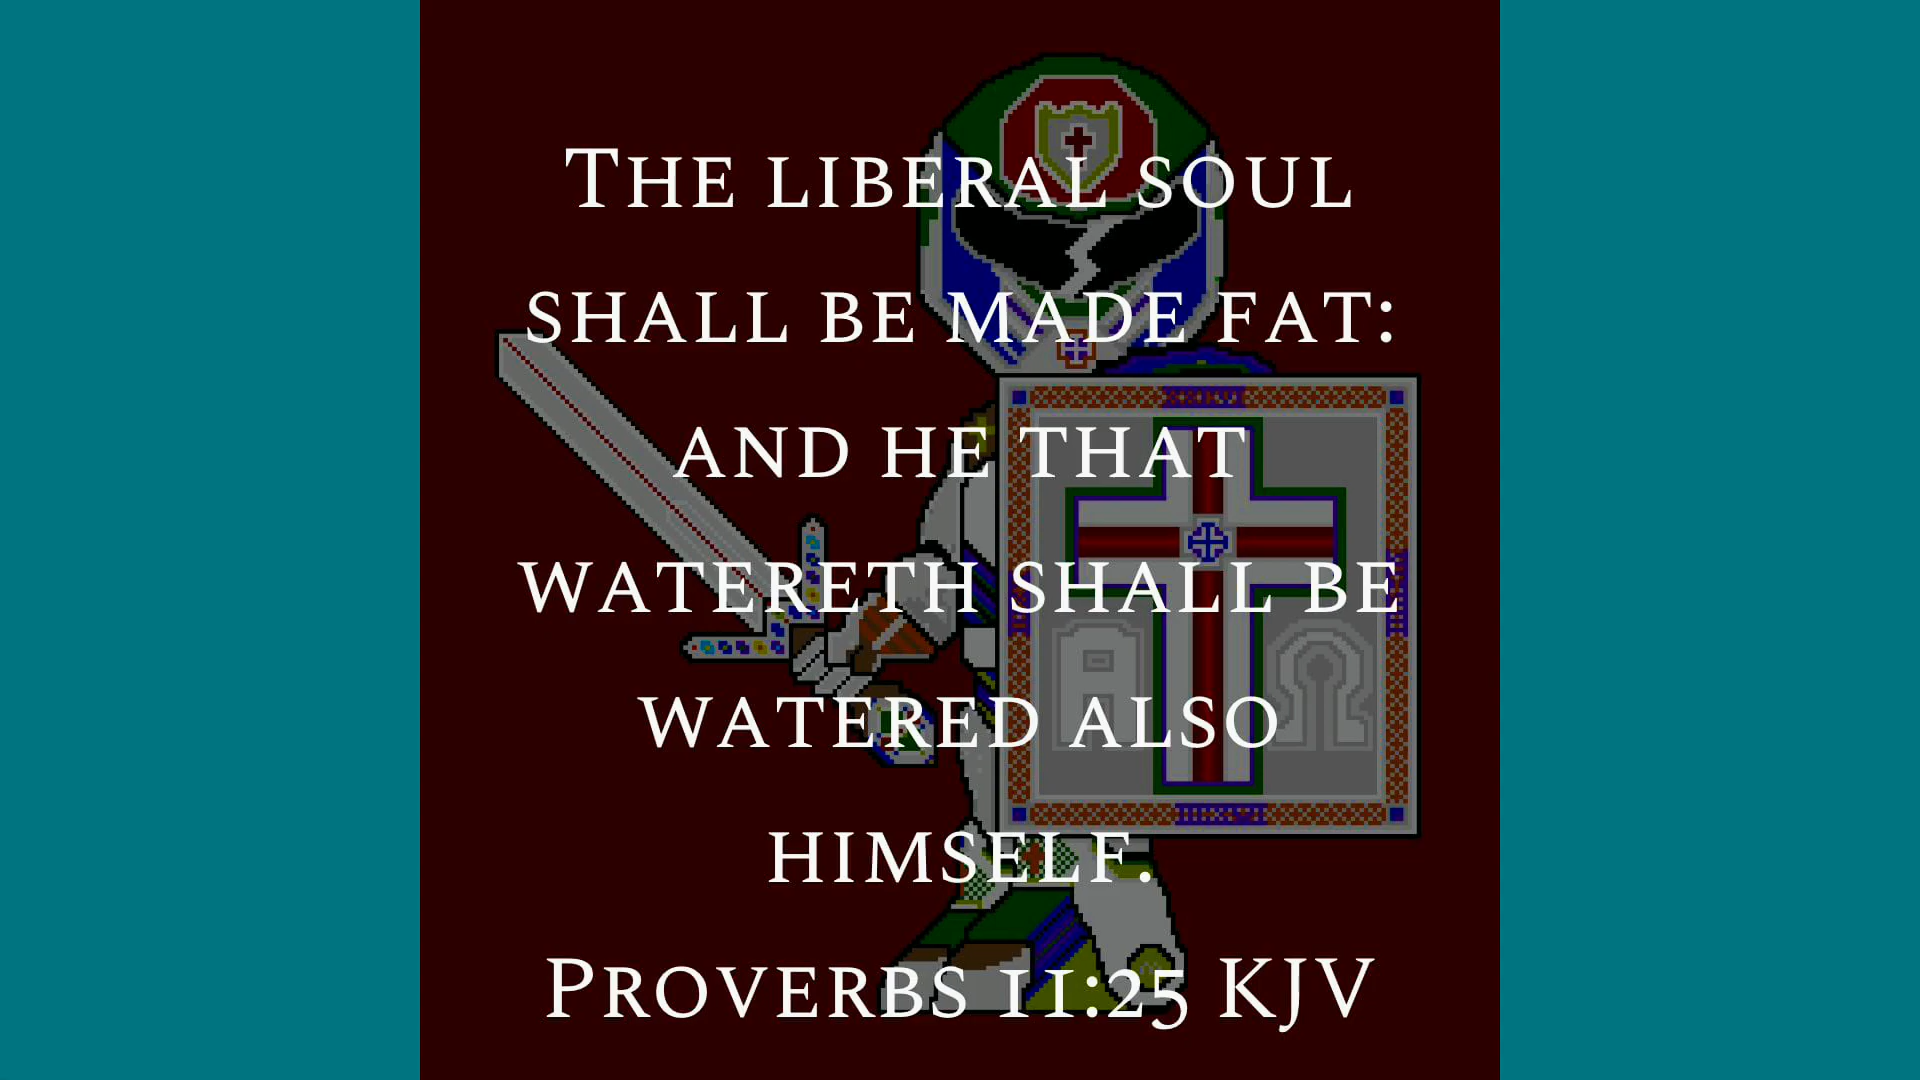 The liberal soul
shall be made fat:
and he that
watereth shall be
watered also
himself.
Proverbs 11:25 KJV